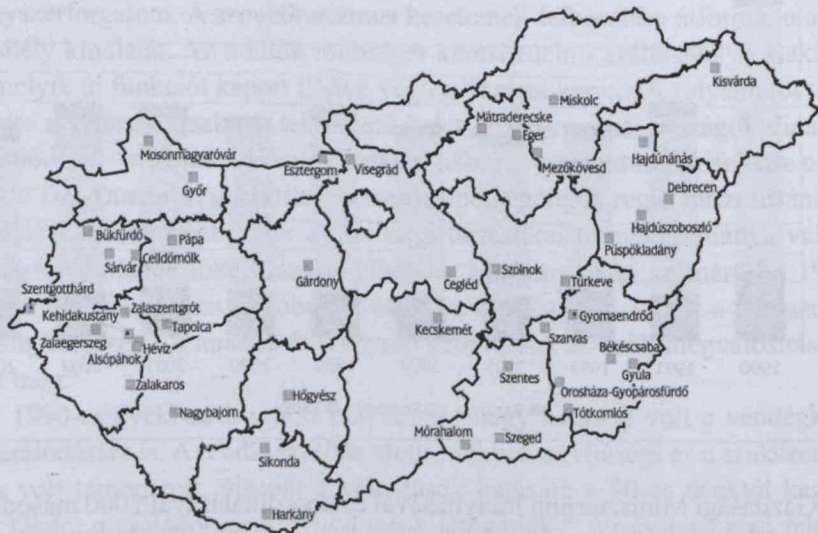 Kisvárda
Miskolc
Mátraderecske
Eger
Mosonmagyaróvár
Esztergom
Visegrád
Mezőkövesd
Hajdúnánás
Győr
Debrecen
Bükfürdő
Pápa
Hajdúszoboszló
Sárvár
Celldömölk
Püspökladány
Szentgotthárd
Gárdony
Cegléd
Szolnok
Túrkeve
Kehidakustány
Zalaszentgrót
Tapolca
Kecskemét
Gyomaendrőd
Zalaegerszeg
Szarvas
Alsópáhok
Hévíz
Békéscsaba
Gyula
Zalakaros
Szentes
Hőgyész
Orosháza-Gyopárosfürdő
Nagybajom
Tótkomlós
Mórahalom
Szeged
Sikonda
Harkány